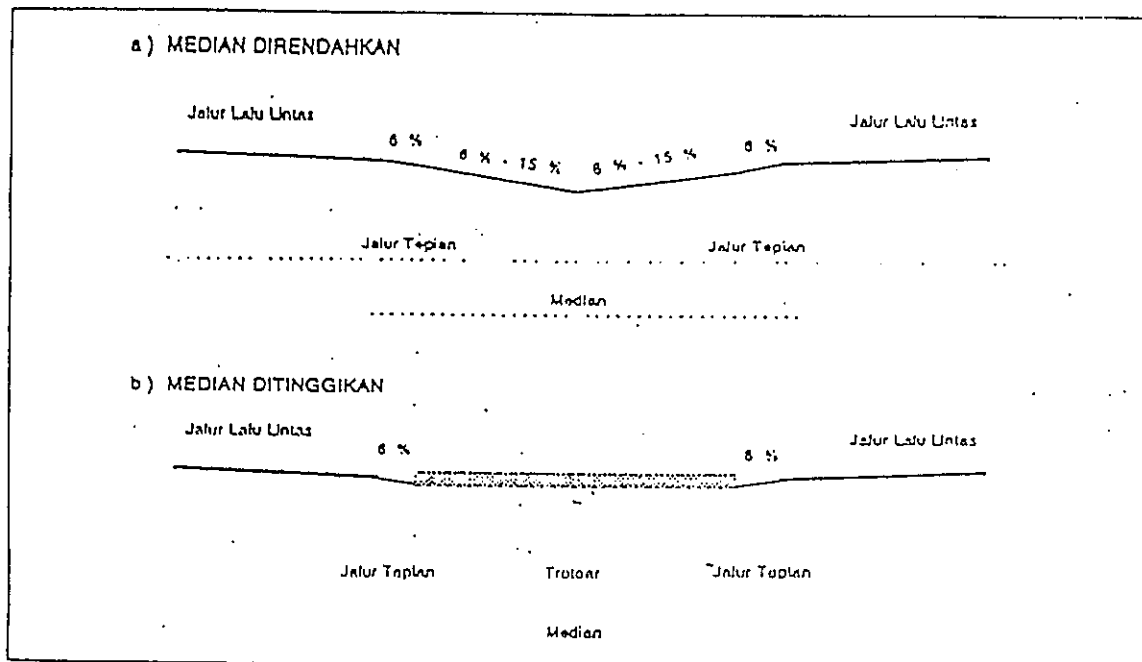 a) MEDIAN DIRENDAHKAN
Jalur Lalu Lintas Jalur Lalu Lintas
6 % 6 % - 15 % 6 % - 15 % 6 %
Jalur Tepian Jalur Tepian
Median
b) MEDIAN DITINGGIKAN
Jalur Lalu Lintas Jalur Lalu Lintas
6 % 6 %
Jalur Tepian Trotoar Jalur Tepian
Median